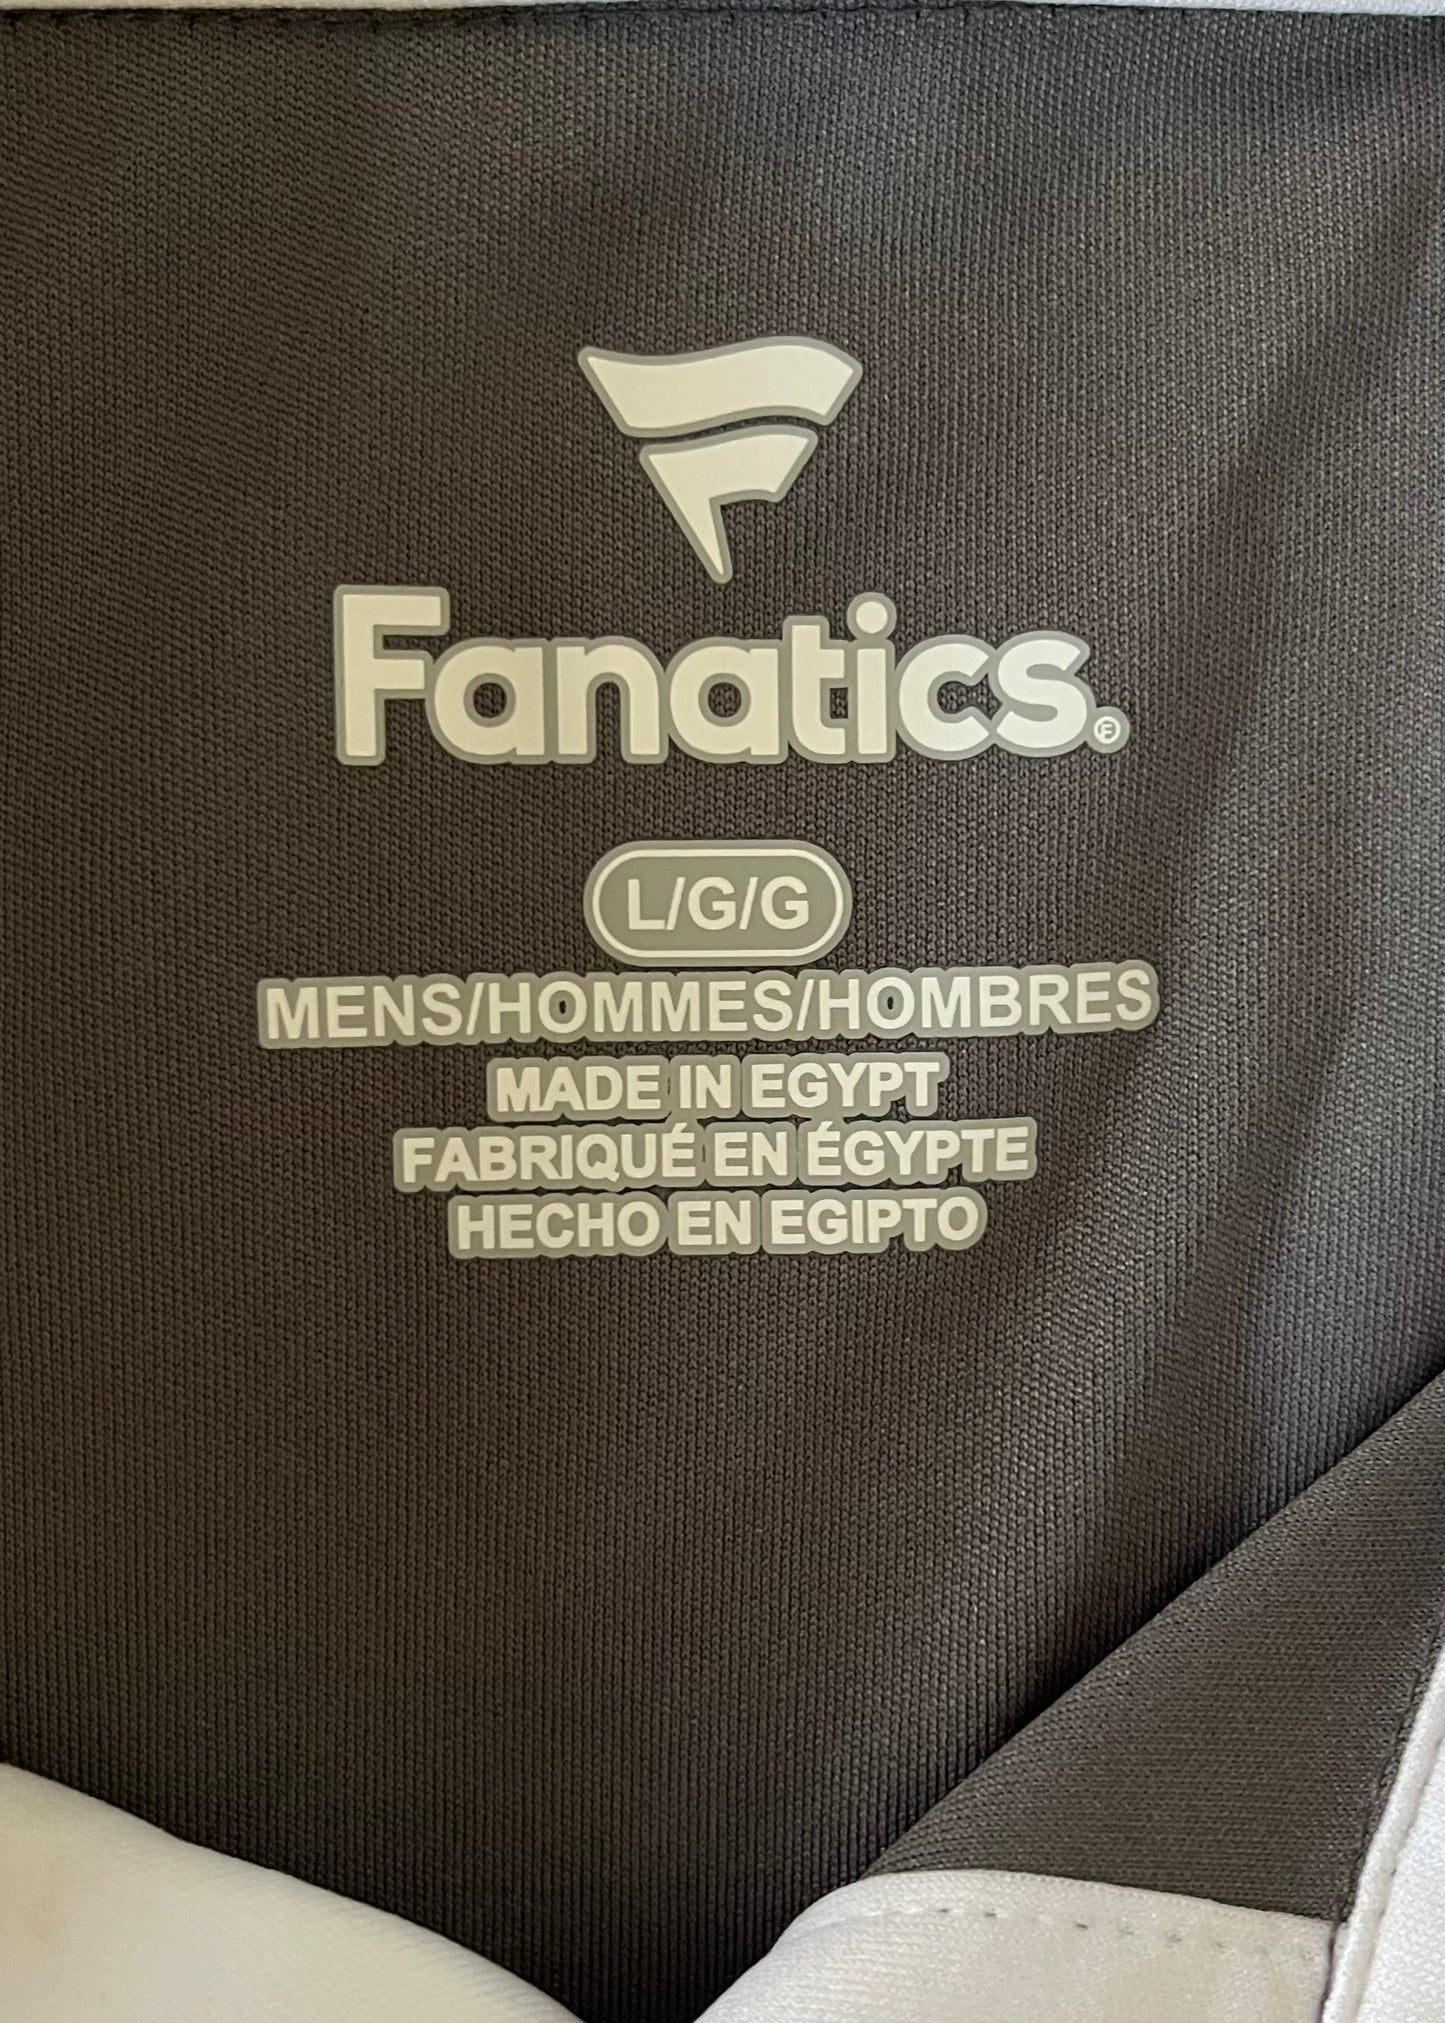 Fanatics.
L/G/G
MENS/HOMMES/HOMBRES
MADE IN EGYPT
FABRIQUÉ EN ÉGYPTE
HECHO EN EGIPTO